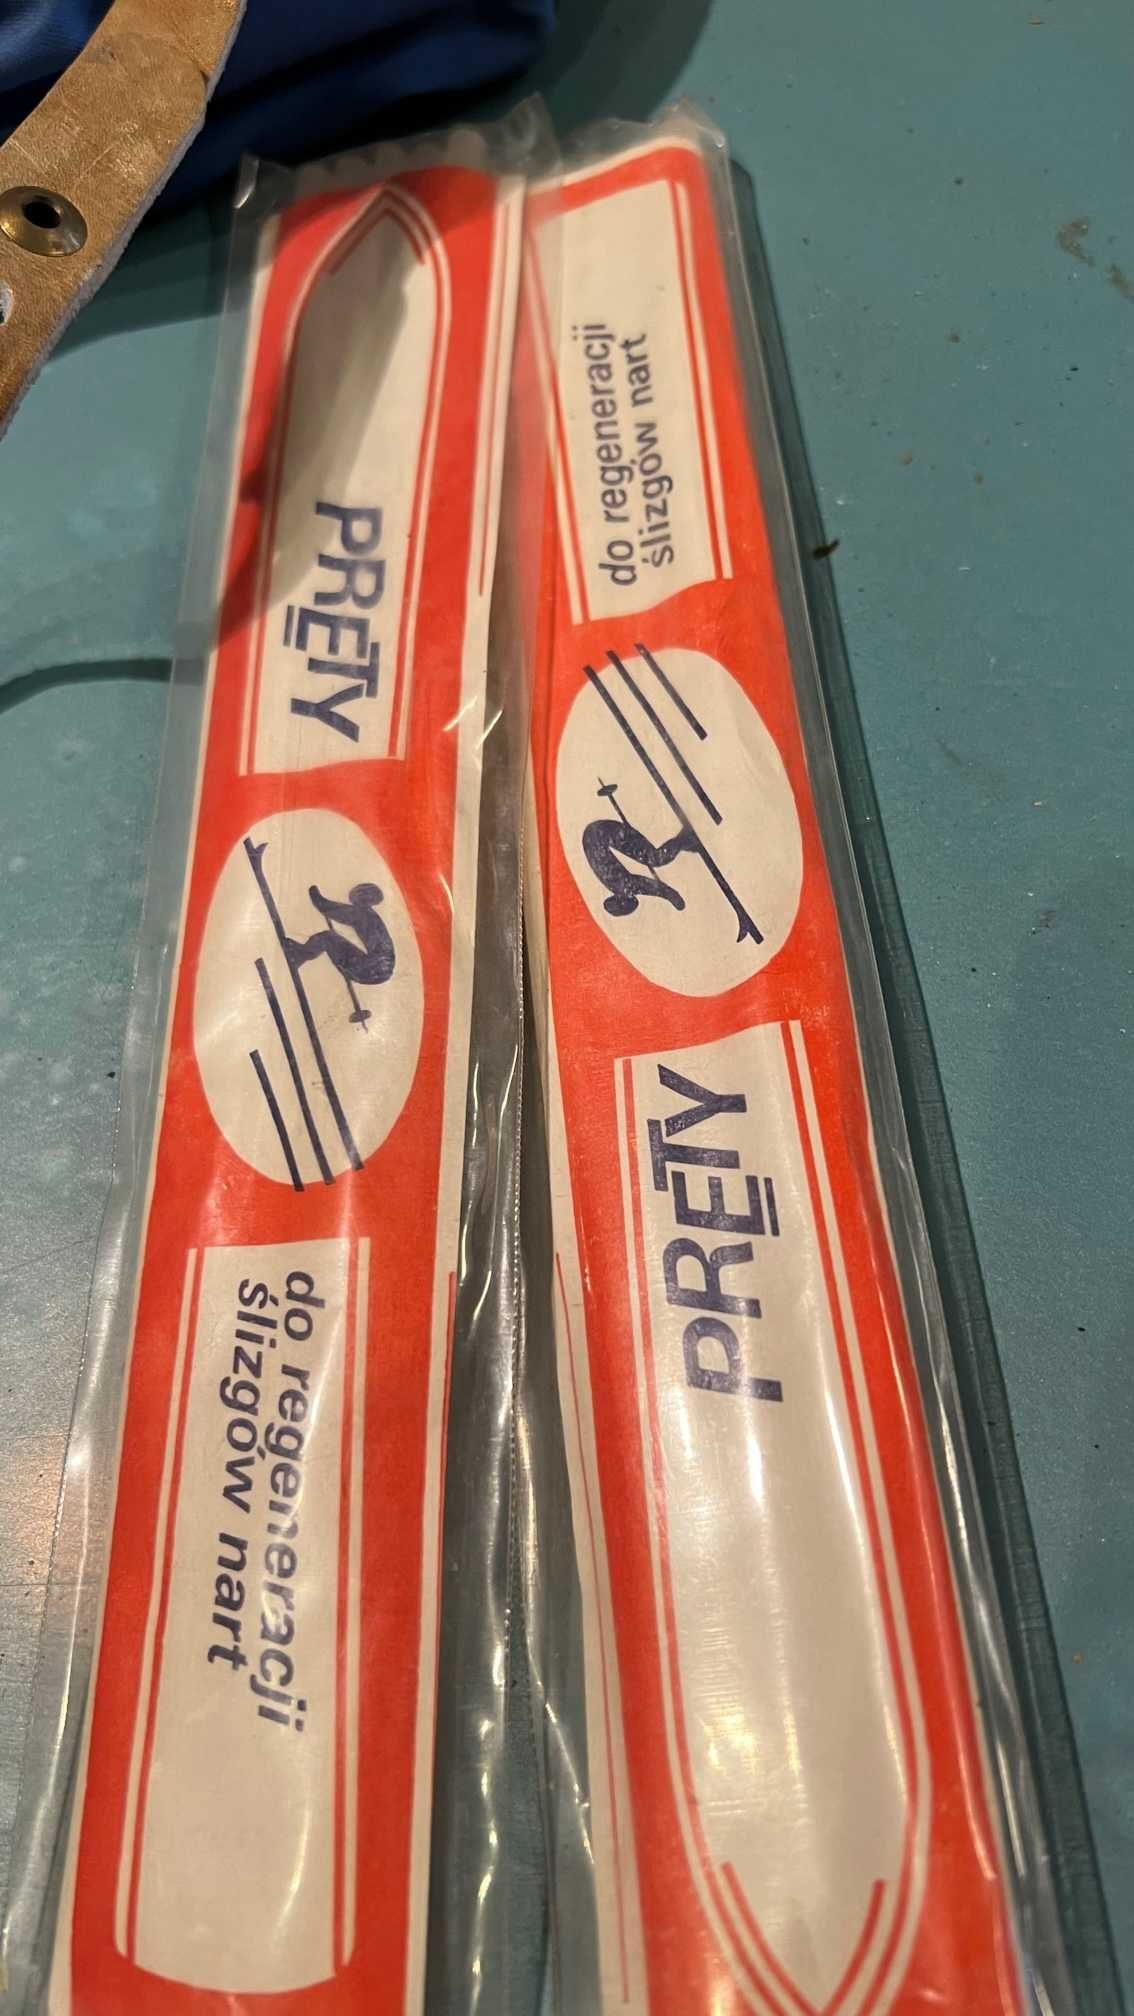 PRĘTY
do regeneracji
ślizgów nart
do regeneracji
ślizgów nart
PRĘTY